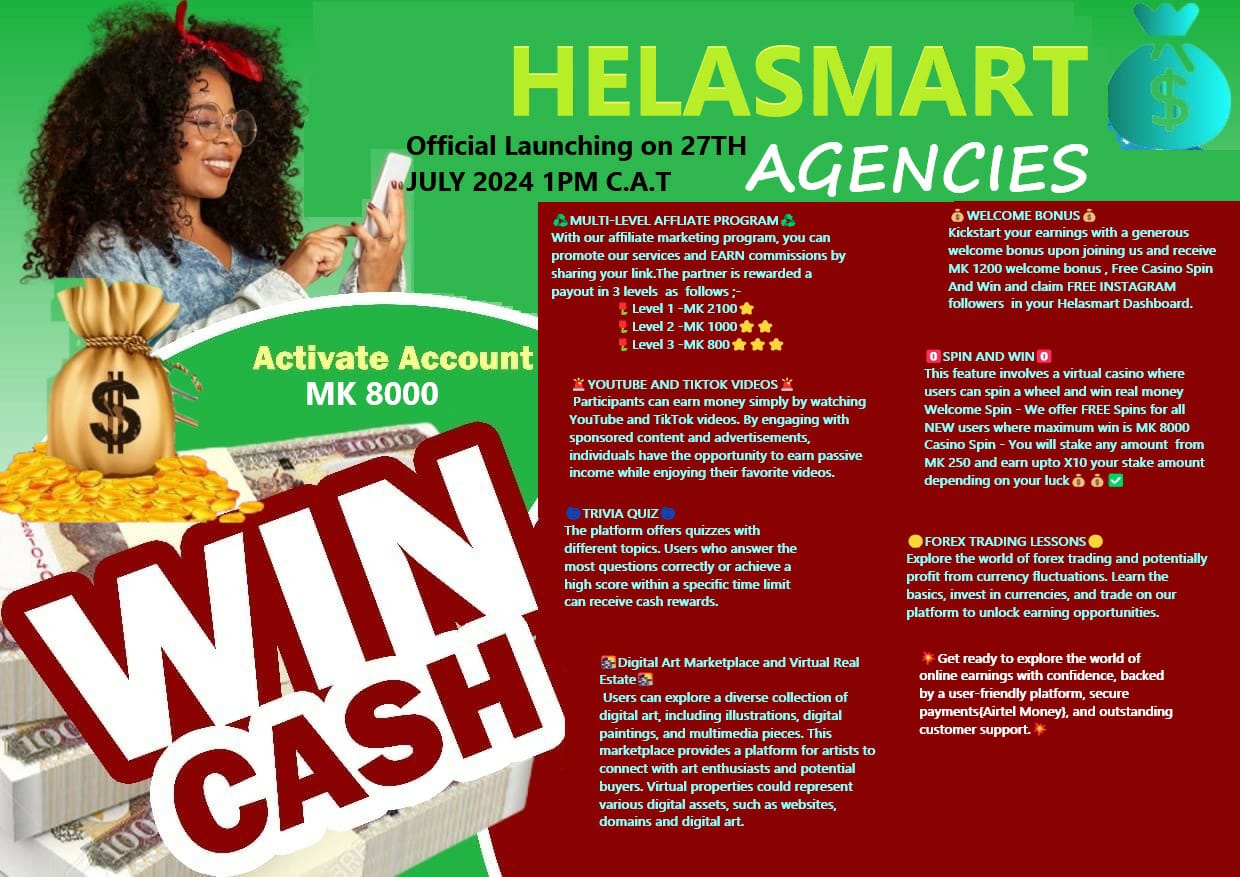 HELASMART
AGENCIES
Official Launching on 27TH
JULY 2024 1PM C.A.T
Activate Account
MK 8000
WIN
CASH
♻MULTI-LEVEL AFFLIATE PROGRAM♻
With our affiliate marketing program, you can
promote our services and EARN commissions by
sharing your link.The partner is rewarded a
payout in 3 levels as follows ;-
🌷Level 1 -MK 2100⭐
🌷Level 2 -MK 1000⭐⭐
🌷Level 3 -MK 800⭐⭐⭐
🚨YOUTUBE AND TIKTOK VIDEOS🚨
Participants can earn money simply by watching
YouTube and TikTok videos. By engaging with
sponsored content and advertisements,
individuals have the opportunity to earn passive
income while enjoying their favorite videos.
🔵TRIVIA QUIZ🔵
The platform offers quizzes with
different topics. Users who answer the
most questions correctly or achieve a
high score within a specific time limit
can receive cash rewards.
🎇Digital Art Marketplace and Virtual Real
Estate🎇
Users can explore a diverse collection of
digital art, including illustrations, digital
paintings, and multimedia pieces. This
marketplace provides a platform for artists to
connect with art enthusiasts and potential
buyers. Virtual properties could represent
various digital assets, such as websites,
domains and digital art.
💰WELCOME BONUS💰
Kickstart your earnings with a generous
welcome bonus upon joining us and receive
MK 1200 welcome bonus , Free Casino Spin
And Win and claim FREE INSTAGRAM
followers in your Helasmart Dashboard.
🅾SPIN AND WIN🅾
This feature involves a virtual casino where
users can spin a wheel and win real money
Welcome Spin - We offer FREE Spins for all
NEW users where maximum win is MK 8000
Casino Spin - You will stake any amount from
MK 250 and earn upto X10 your stake amount
depending on your luck💰💰✅
🟡FOREX TRADING LESSONS🟡
Explore the world of forex trading and potentially
profit from currency fluctuations. Learn the
basics, invest in currencies, and trade on our
platform to unlock earning opportunities.
💥Get ready to explore the world of
online earnings with confidence, backed
by a user-friendly platform, secure
payments(Airtel Money), and outstanding
customer support.💥